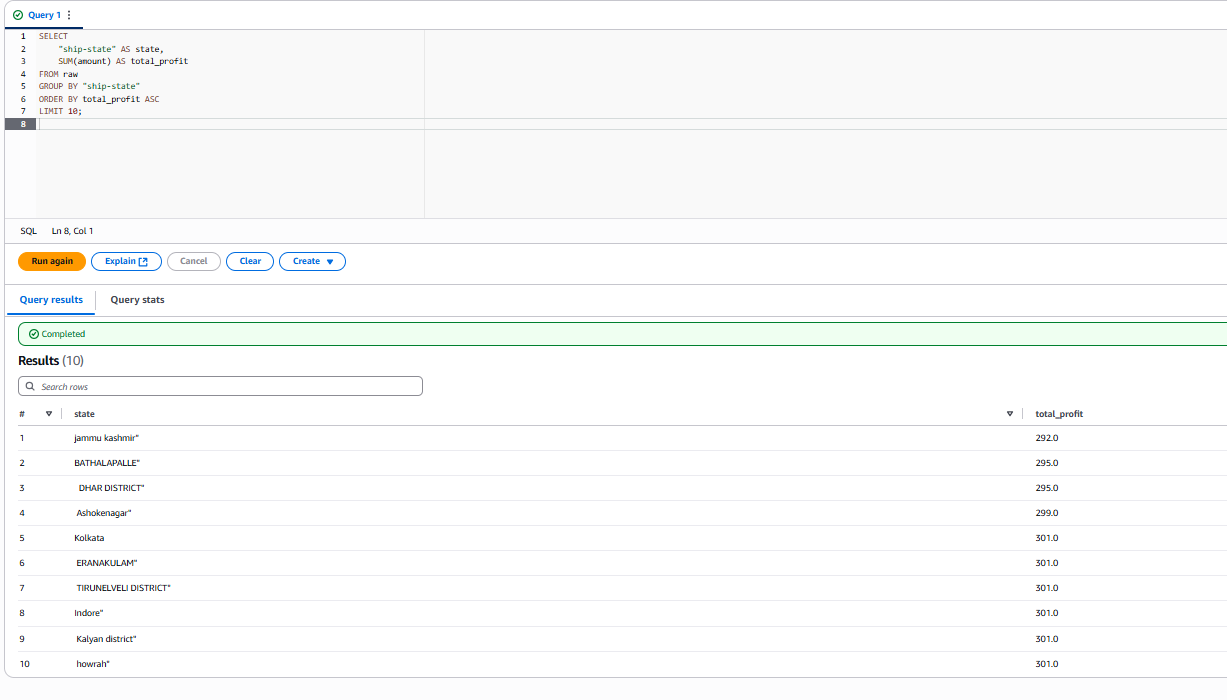 Query 1
1 SELECT
2 "ship-state" AS state,
3 SUM(amount) AS total_profit
4 FROM raw
5 GROUP BY "ship-state"
6 ORDER BY total_profit ASC
7 LIMIT 10;
8
SQL Ln 8, Col 1
Run again Explain Cancel Clear Create
Query results Query stats
Completed
Results (10)
Search rows
# state total_profit
1 jammu kashmir" 292.0
2 BATHALAPALLE" 295.0
3 DHAR DISTRICT" 295.0
4 Ashokenagar" 299.0
5 Kolkata 301.0
6 ERANAKULAM" 301.0
7 TIRUNELVELI DISTRICT" 301.0
8 Indore" 301.0
9 Kalyan district" 301.0
10 howrah" 301.0